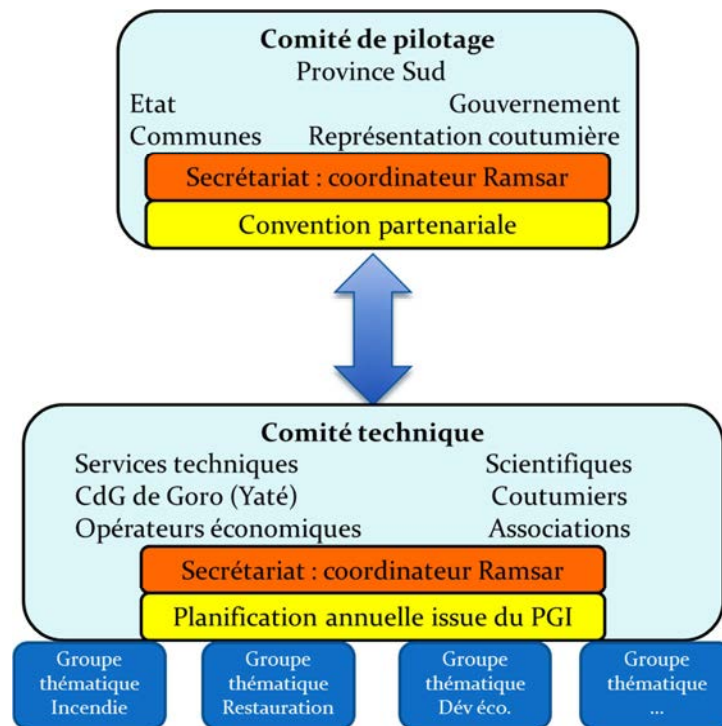 Comité de pilotage
Province Sud
Etat Gouvernement
Communes Représentation coutumière
Secrétariat : coordinateur Ramsar
Convention partenariale
Comité technique
Services techniques Scientifiques
CdG de Goro (Yaté) Coutumiers
Opérateurs économiques Associations
Secrétariat : coordinateur Ramsar
Planification annuelle issue du PGI
Groupe
thématique
Incendie
Groupe
thématique
Restauration
Groupe
thématique
Dév éco.
Groupe
thématique
...